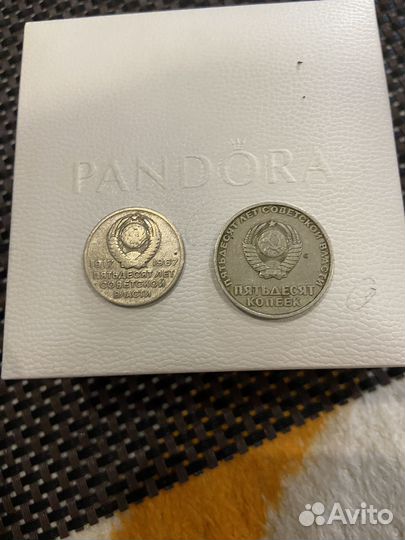 PANDORA
1917 1967
ПЯТЬДЕСЯТ ЛЕТ
СОВЕТСКОЙ
ВЛАСТИ
ПЯТЬДЕСЯТ ЛЕТ СОВЕТСКОЙ ВЛАСТИ
ПЯТЬДЕСЯТ
КОПЕЕК
Avito